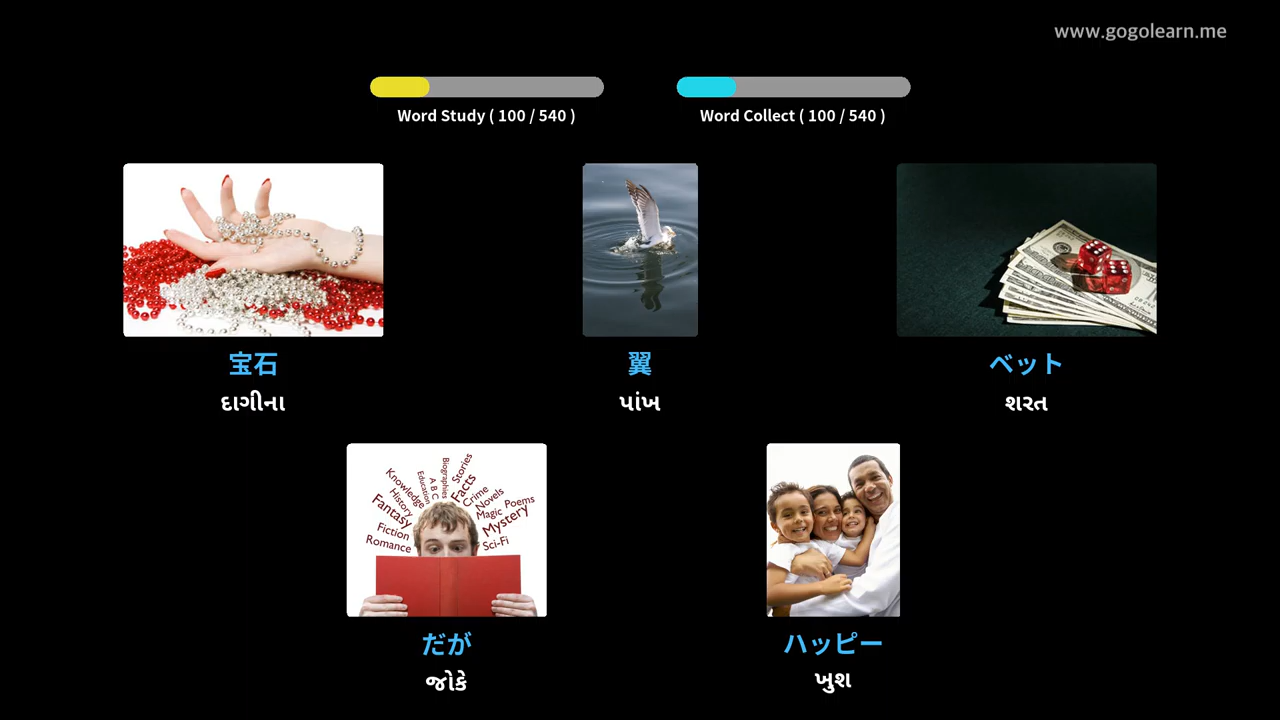 www.gogolearn.me
Word Study ( 100 / 540 )
Word Collect ( 100 / 540 )
宝石
દાગીના
翼
પાંખ
ベット
શરત
Knowledge
History
Fantasy
Fiction
Romance
Education
A B C
Biographies
Stories
Facts
Crime
Novels
Magic Poems
Mystery
Sci-Fi
だが
જોકે
ハッピー
ખુશ